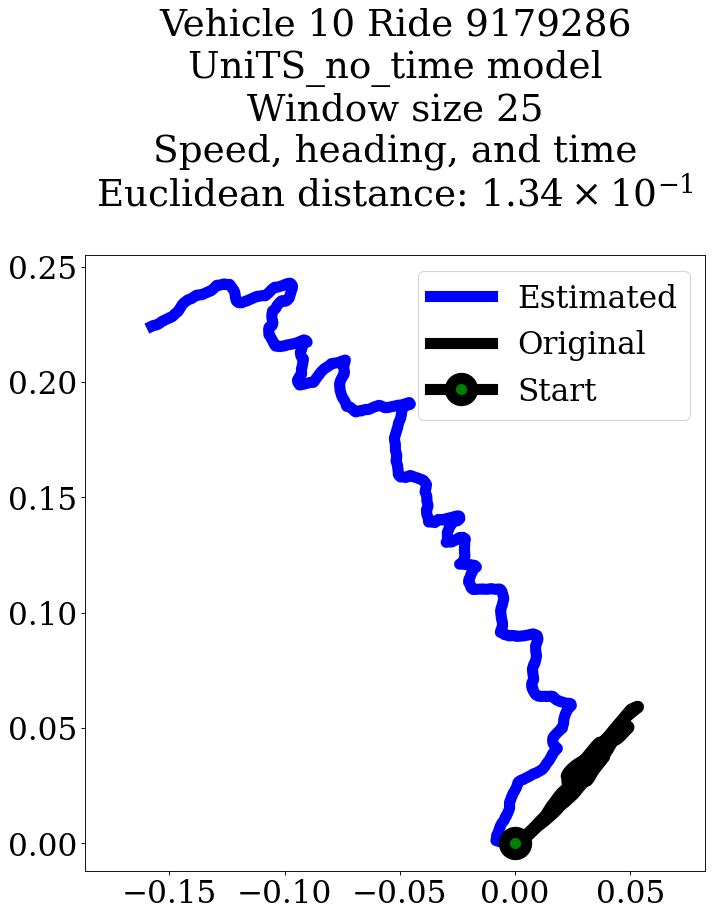 Vehicle 10 Ride 9179286
UniTS_no_time model
Window size 25
Speed, heading, and time
Euclidean distance: 1.34 × 10⁻¹
0.25
0.20
0.15
0.10
0.05
0.00
Estimated
Original
Start
−0.15 −0.10 −0.05 0.00 0.05